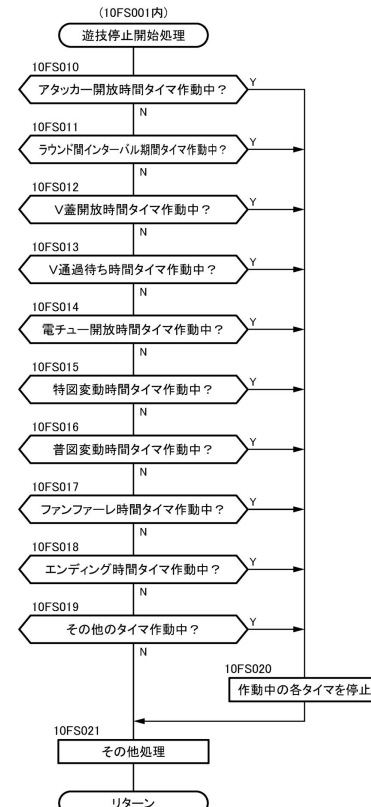 (10FS001内)
遊技停止開始処理
10FS010
アタッカー開放時間タイマ作動中？
Y
N
10FS011
ラウンド間インターバル期間タイマ作動中？
Y
N
10FS012
V蓋開放時間タイマ作動中？
Y
N
10FS013
V通過待ち時間タイマ作動中？
Y
N
10FS014
電チュー開放時間タイマ作動中？
Y
N
10FS015
特図変動時間タイマ作動中？
Y
N
10FS016
普図変動時間タイマ作動中？
Y
N
10FS017
ファンファーレ時間タイマ作動中？
Y
N
10FS018
エンディング時間タイマ作動中？
Y
N
10FS019
その他のタイマ作動中？
Y
N
10FS020
作動中の各タイマを停止
10FS021
その他処理
リターン